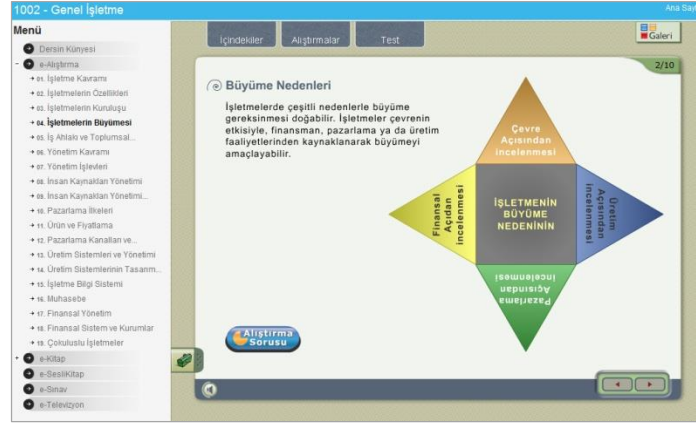 1002 - Genel İşletme
Ana Say
Menü
Dersin Künyesi
e-Alıştırma
01. İşletme Kavramı
02. İşletmelerin Özellikleri
03. İşletmelerin Kuruluşu
04. İşletmelerin Büyümesi
05. İş Ahlakı ve Toplumsal...
06. Yönetim Kavramı
07. Yönetim İşlevleri
08. İnsan Kaynakları Yönetimi
09. İnsan Kaynakları Yönetimi...
10. Pazarlama İlkeleri
11. Ürün ve Fiyatlama
12. Pazarlama Kanalları ve...
13. Üretim Sistemleri ve Yönetimi
14. Üretim Sistemlerinin Tasarım...
15. İşletme Bilgi Sistemi
16. Muhasebe
17. Finansal Yönetim
18. Finansal Sistem ve Kurumlar
19. Çokuluslu İşletmeler
e-Kitap
e-SesliKitap
e-Sınav
e-Televizyon
İçindekiler
Alıştırmalar
Test
Galeri
2/10
Büyüme Nedenleri
İşletmelerde çeşitli nedenlerle büyüme
gereksinmesi doğabilir. İşletmeler çevrenin
etkisiyle, finansman, pazarlama ya da üretim
faaliyetlerinden kaynaklanarak büyümeyi
amaçlayabilir.
Çevre
Açısından
incelenmesi
Finansal
Açıdan
incelenmesi
İŞLETMENİN
BÜYÜME
NEDENİNİN
Üretim
Açısından
incelenmesi
Pazarlama
Açısından
incelenmesi
Alıştırma
Sorusu